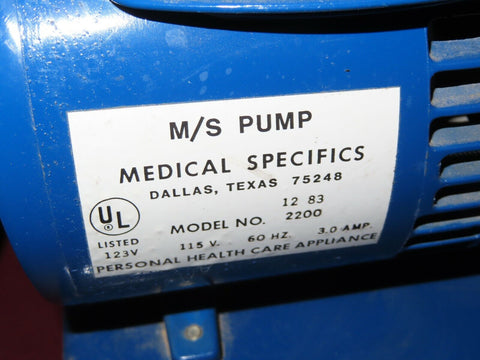 M/S PUMP
MEDICAL SPECIFICS
DALLAS, TEXAS 75248
12 83
MODEL NO. 2200
UL
LISTED 115 V. 60 HZ. 3.0 AMP.
123V
PERSONAL HEALTH CARE APPLIANCE